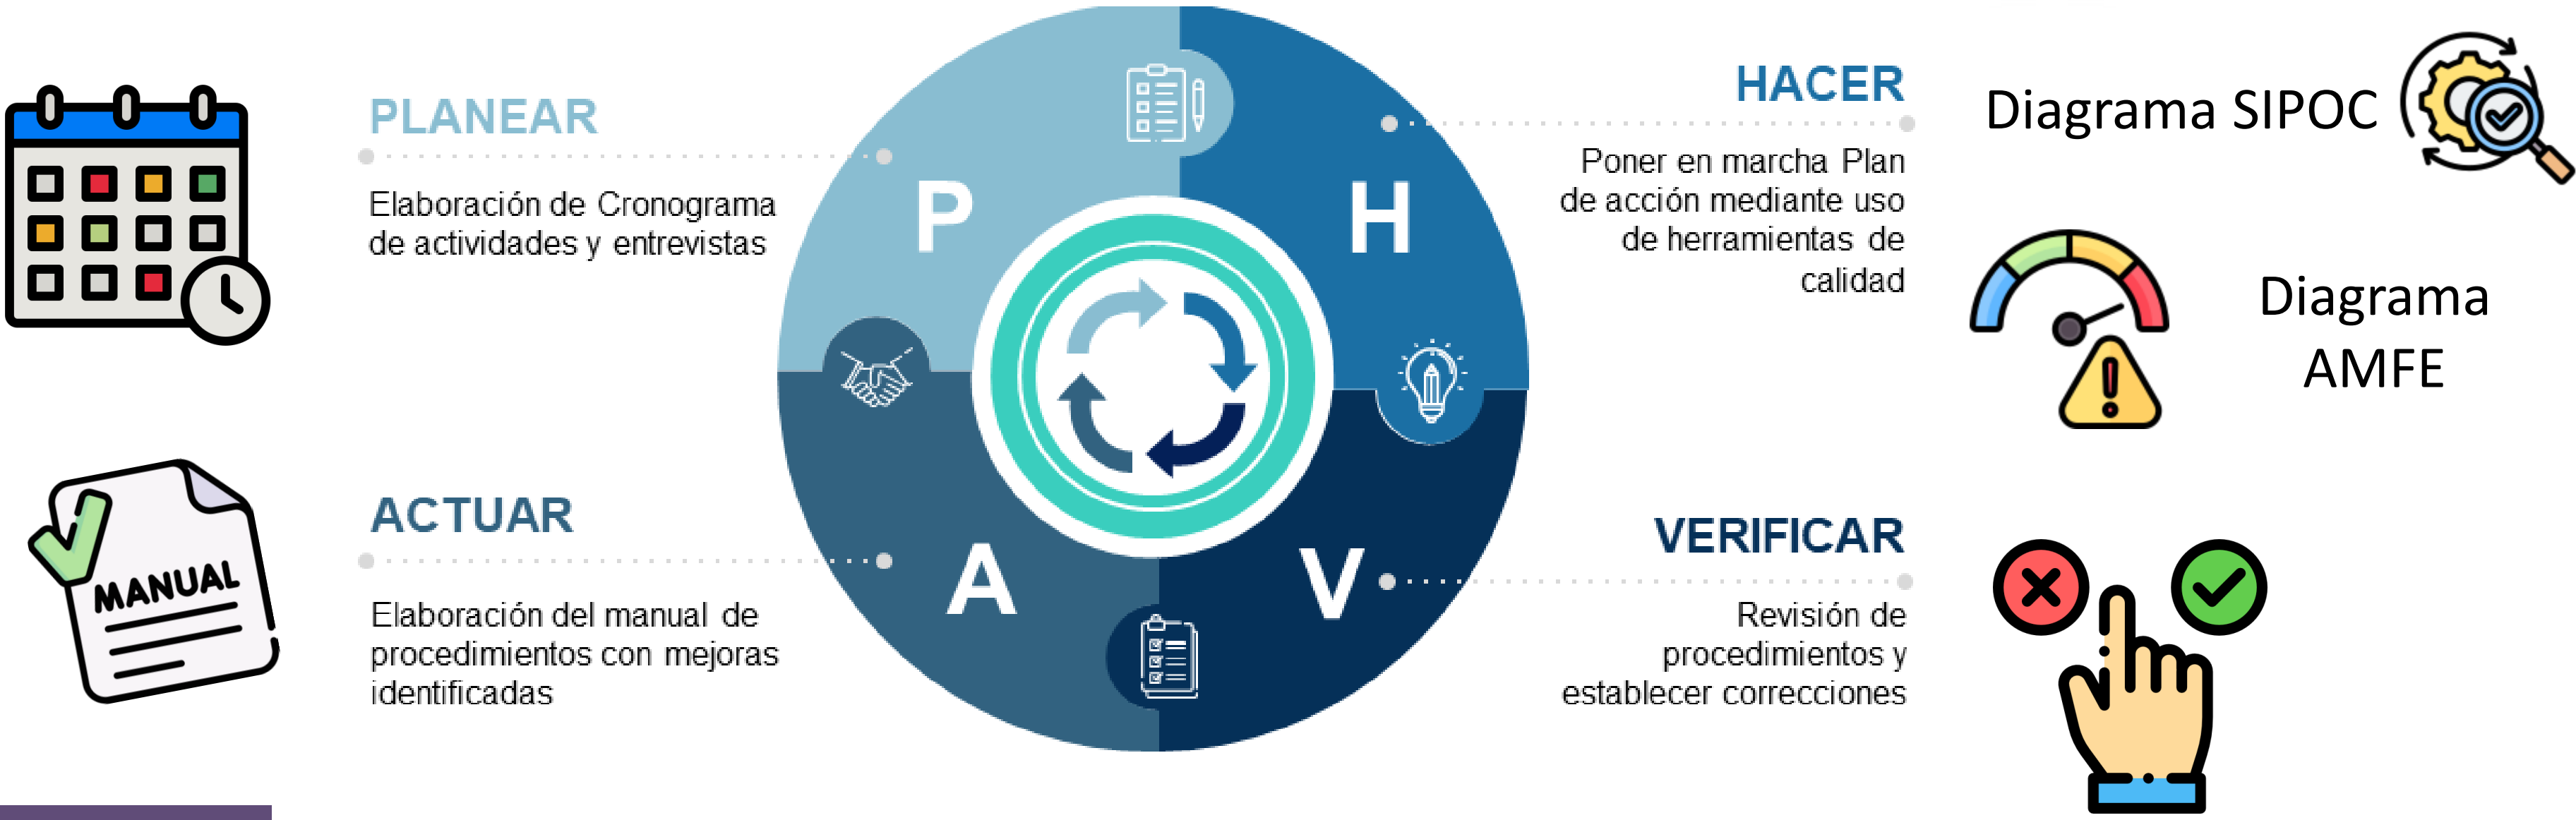 PLANEAR
Elaboración de Cronograma
de actividades y entrevistas
P
H
HACER
Poner en marcha Plan
de acción mediante uso
de herramientas de
calidad
Diagrama SIPOC
Diagrama
AMFE
MANUAL
ACTUAR
Elaboración del manual de
procedimientos con mejoras
identificadas
A
V
VERIFICAR
Revisión de
procedimientos y
establecer correcciones